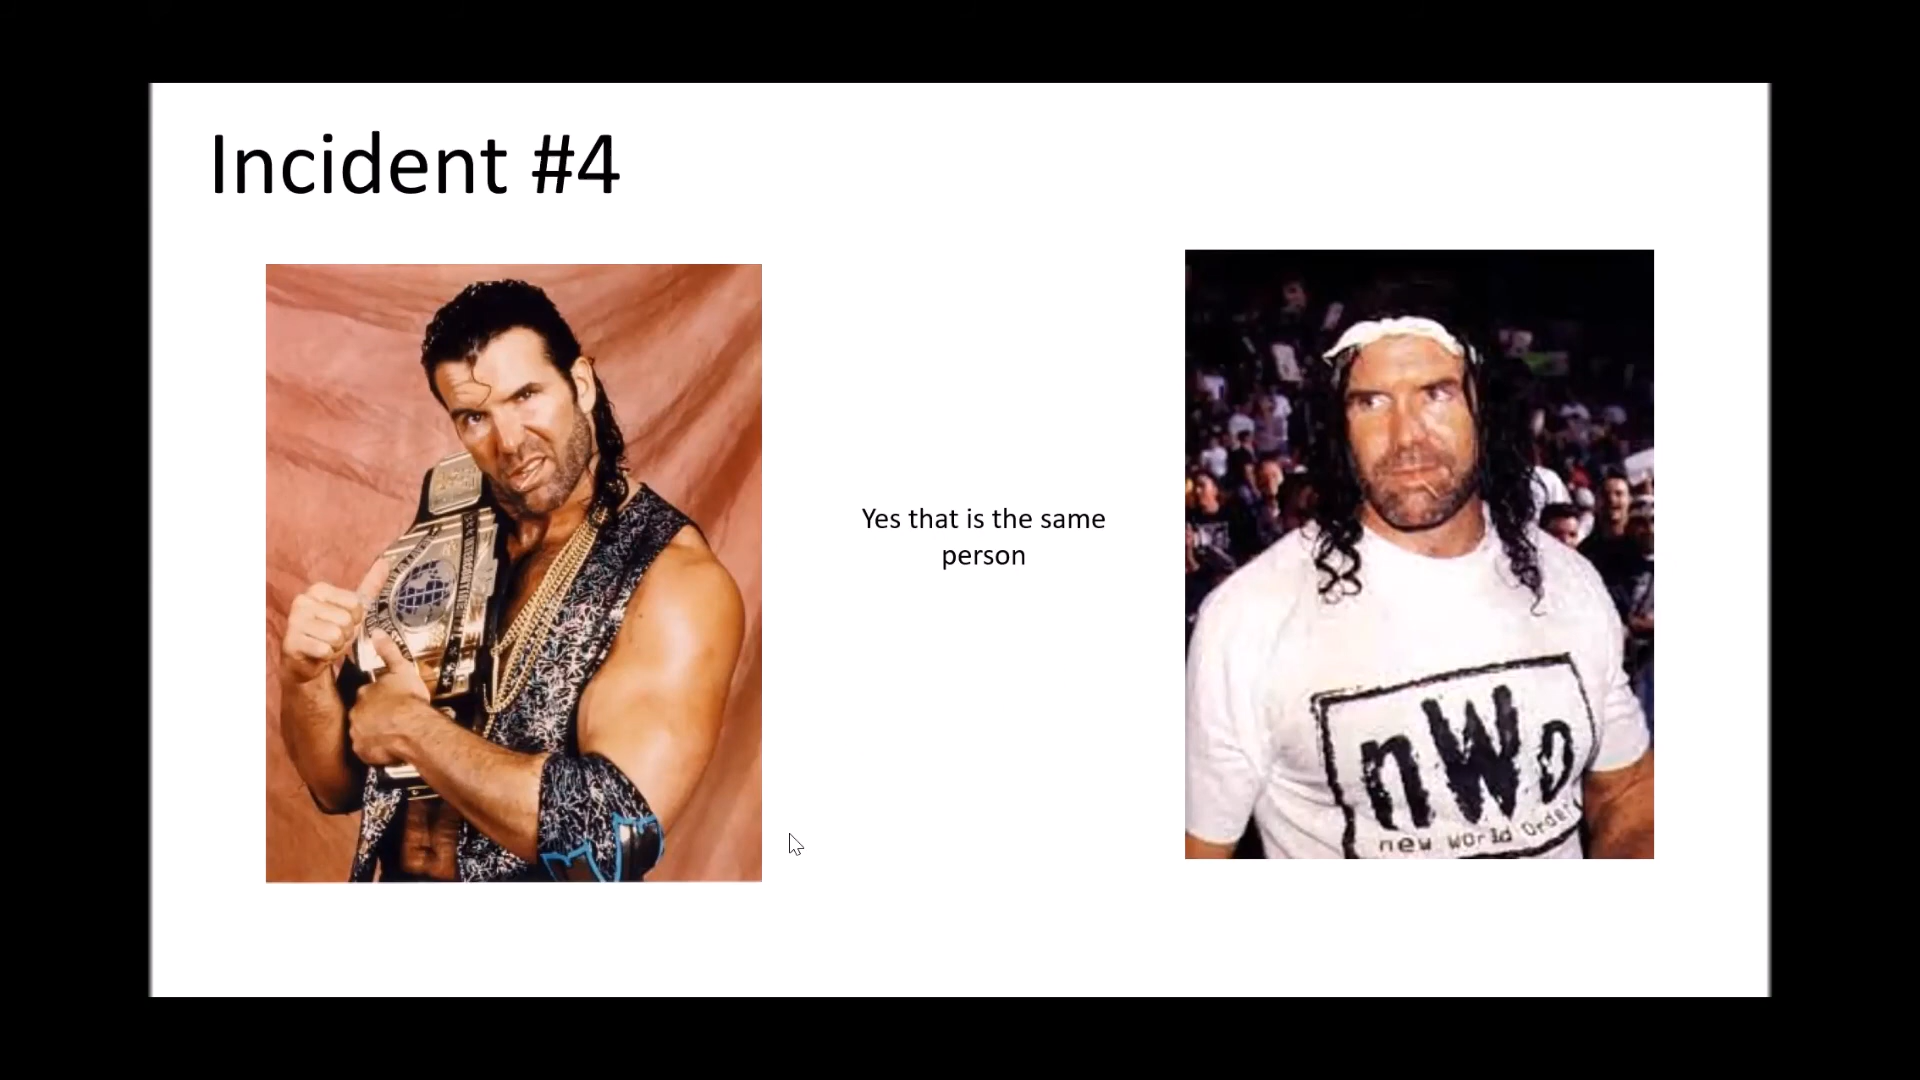 Incident #4
Yes that is the same
person
nWo
new world Order